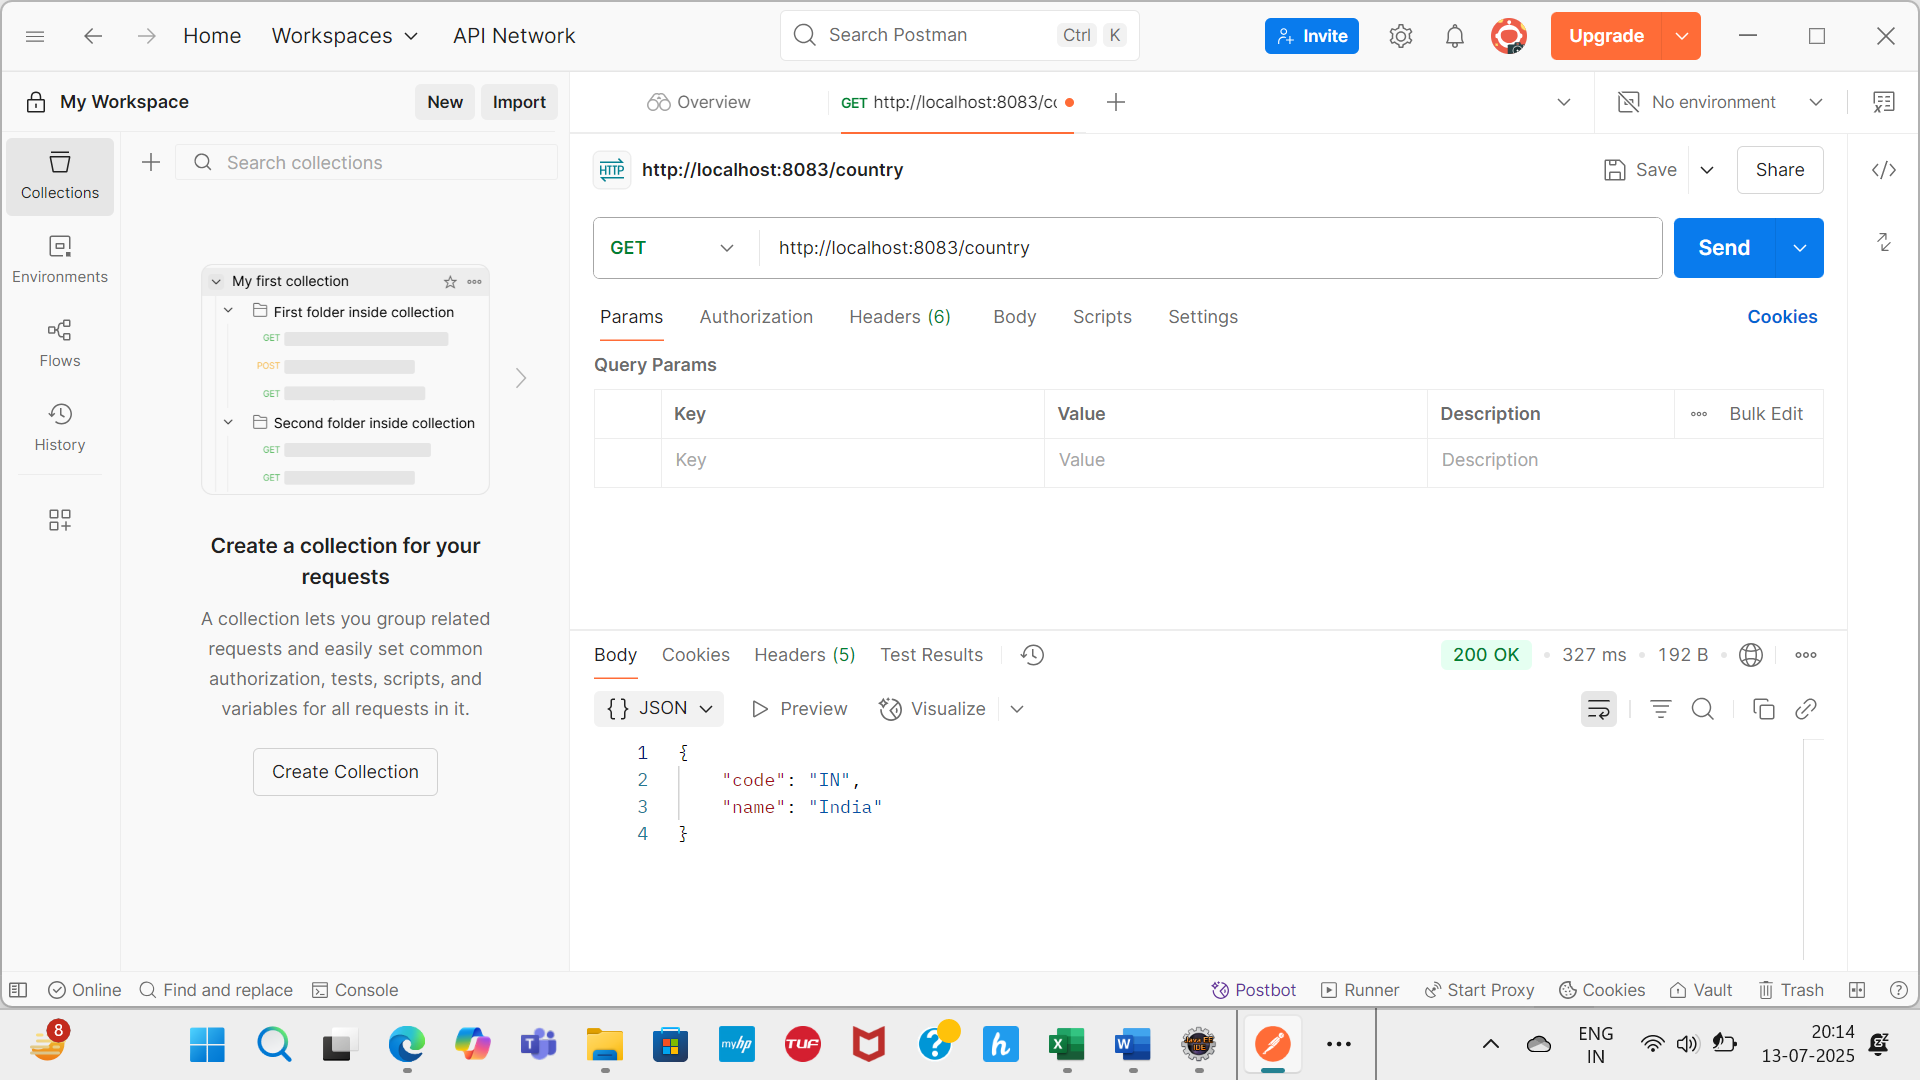 Home Workspaces API Network Search Postman Ctrl K Invite Upgrade
My Workspace New Import Overview GET http://localhost:8083/cc No environment
Collections
Search collections
http://localhost:8083/country Save Share
GET http://localhost:8083/country Send
Environments
My first collection
First folder inside collection
GET
POST
GET
Second folder inside collection
GET
GET
Flows
History
Params Authorization Headers (6) Body Scripts Settings Cookies
Query Params
Key Value Description Bulk Edit
Key Value Description
Create a collection for your
requests
A collection lets you group related
requests and easily set common
authorization, tests, scripts, and
variables for all requests in it.
Create Collection
Body Cookies Headers (5) Test Results 200 OK 327 ms 192 B
{} JSON Preview Visualize
1 {
2 "code": "IN",
3 "name": "India"
4 }
Online Find and replace Console Postbot Runner Start Proxy Cookies Vault Trash
8 T myhp TUF h X W Java EE IDE ENG 20:14
IN 13-07-2025